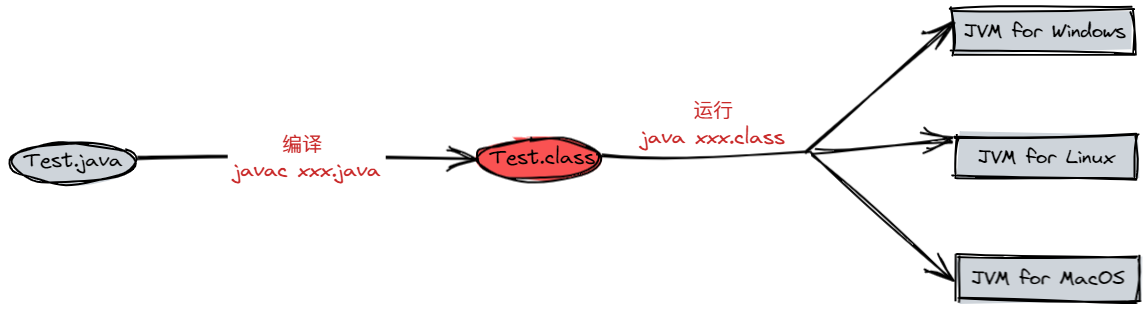 Test.java
编译
javac xxx.java
Test.class
运行
java xxx.class
JVM for Windows
JVM for Linux
JVM for MacOS